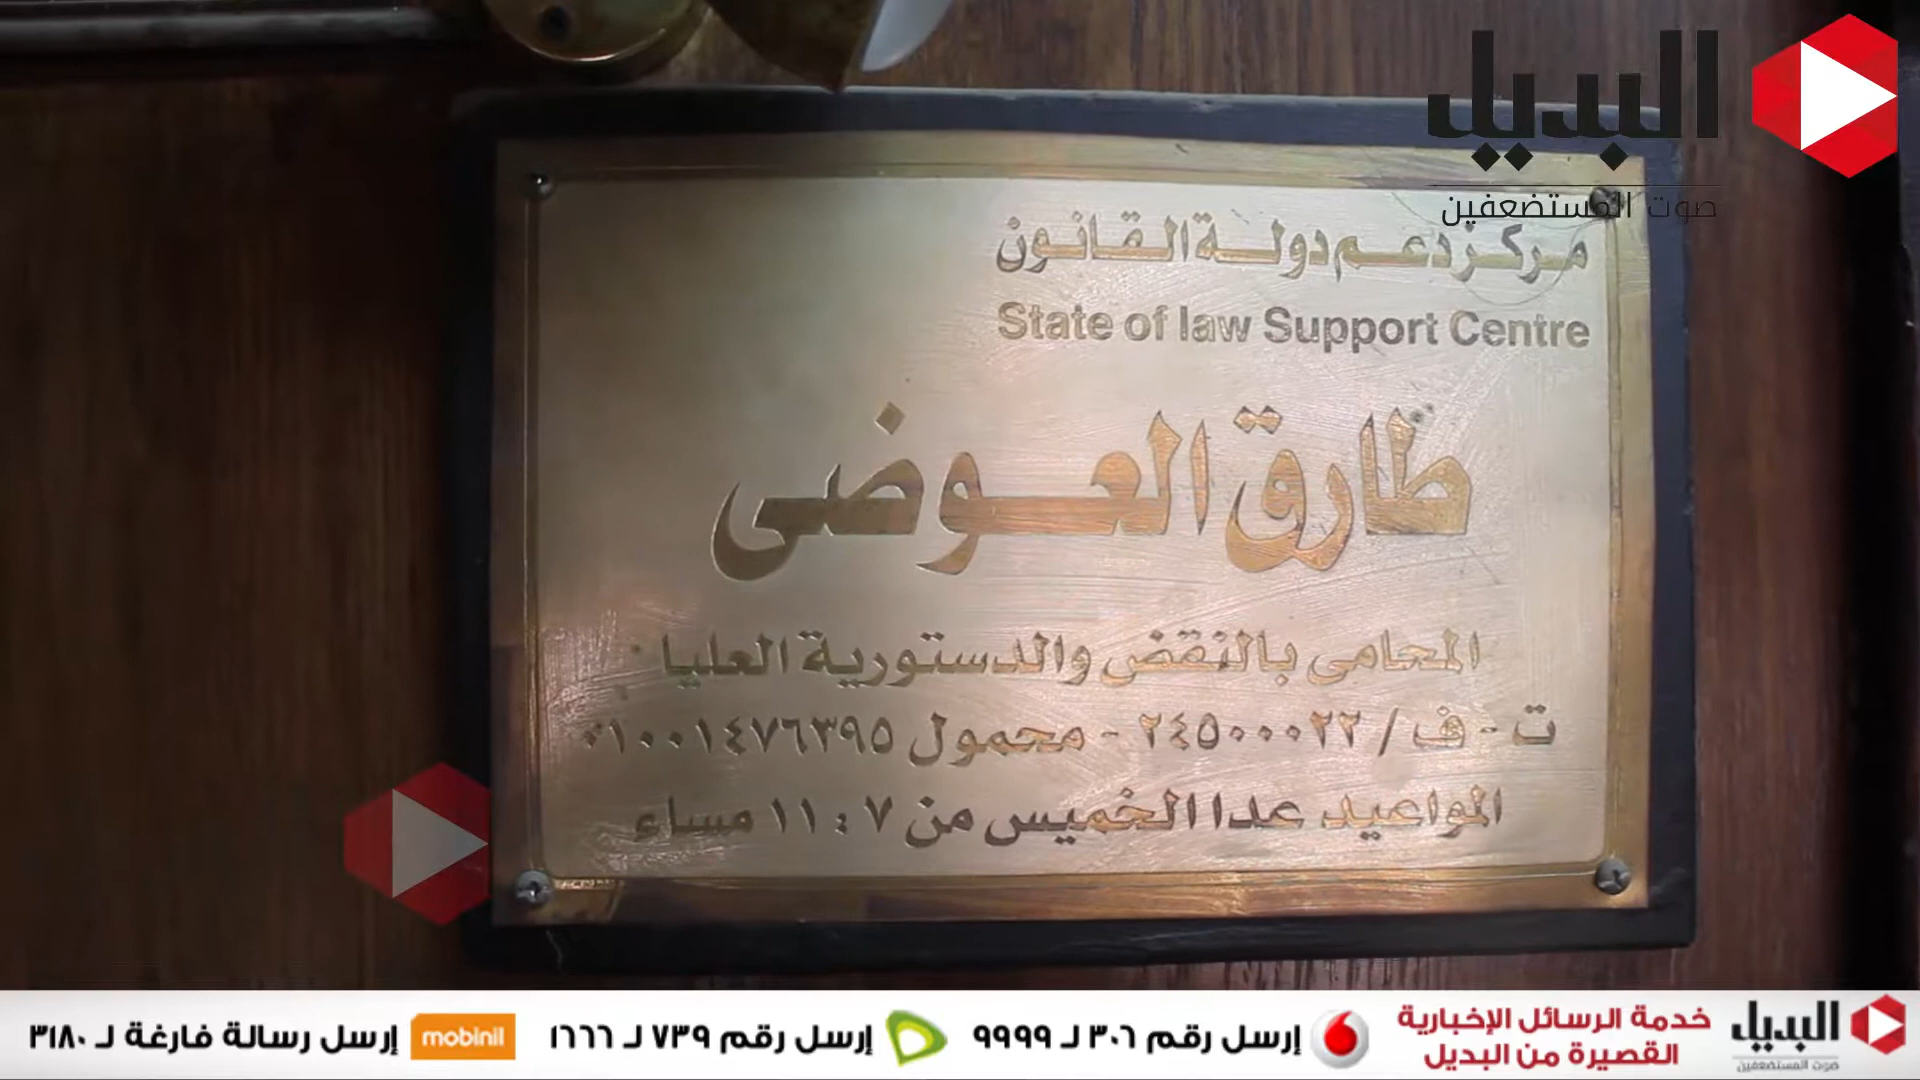 البديل
صوت المستضعفين
مركز دعم دولة القانون
State of law Support Centre
طارق العوضى
المحامى بالنقض والدستورية العليا
ت - ف / ٢٤٥٠٠٠٢٢ - محمول ٠١٠٠١٤٧٦٣٩٥
المواعيد عدا الخميس من ٧ : ١١ مساء
البديل
صوت المستضعفين
خدمة الرسائل الإخبارية
القصيرة من البديل
إرسل رقم ٣٠٦ لـ ٩٩٩٩
إرسل رقم ٧٣٩ لـ ١٦٦٦
mobinil
إرسل رسالة فارغة لـ ٣١٨٠